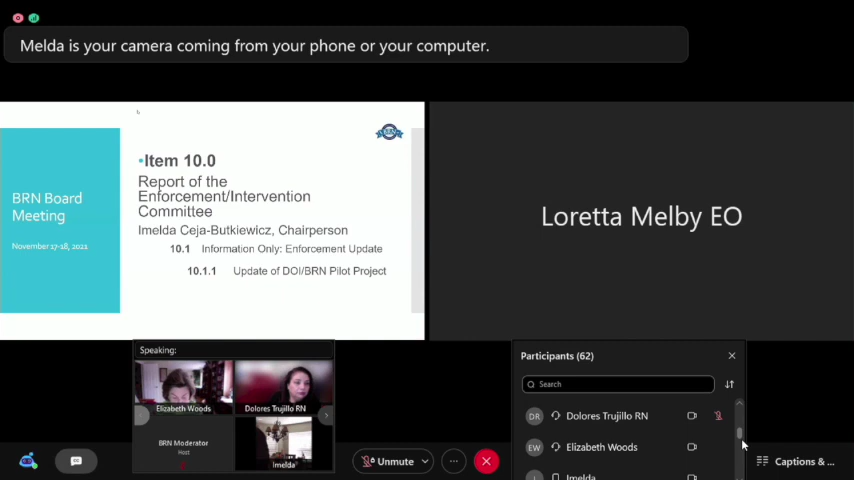 Melda is your camera coming from your phone or your computer.
BRN Board
Meeting
November 17-18, 2021
•Item 10.0
Report of the
Enforcement/Intervention
Committee
Imelda Ceja-Butkiewicz, Chairperson
10.1 Information Only: Enforcement Update
10.1.1 Update of DOI/BRN Pilot Project
Loretta Melby EO
Speaking:
Elizabeth Woods
Dolores Trujillo RN
BRN Moderator
Host
Imelda
Participants (62)
Search
DR Dolores Trujillo RN
EW Elizabeth Woods
Imelda
Unmute
Captions & ...